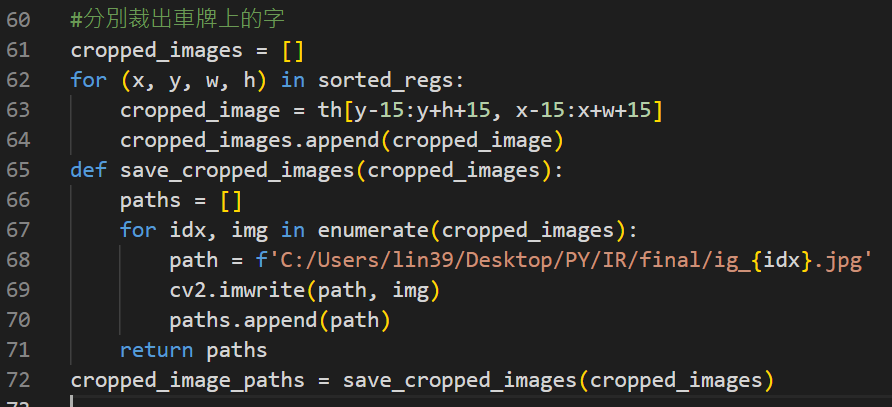 60 #分別裁出車牌上的字
61 cropped_images = []
62 for (x, y, w, h) in sorted_regs:
63     cropped_image = th[y-15:y+h+15, x-15:x+w+15]
64     cropped_images.append(cropped_image)
65 def save_cropped_images(cropped_images):
66     paths = []
67     for idx, img in enumerate(cropped_images):
68         path = f'C:/Users/lin39/Desktop/PY/IR/final/ig_{idx}.jpg'
69         cv2.imwrite(path, img)
70         paths.append(path)
71     return paths
72 cropped_image_paths = save_cropped_images(cropped_images)